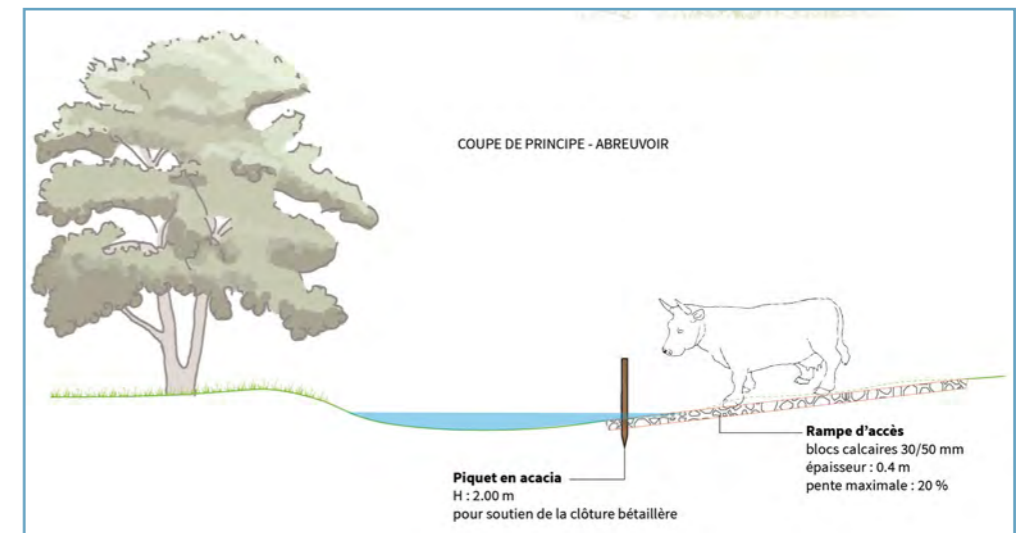 COUPE DE PRINCIPE - ABREUVOIR
Rampe d'accès
blocs calcaires 30/50 mm
épaisseur : 0.4 m
pente maximale : 20 %
Piquet en acacia
H : 2.00 m
pour soutien de la clôture bétaillère